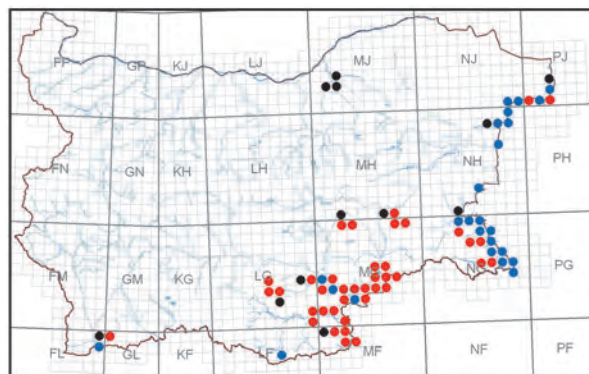 FP GP KJ LJ MJ NJ PJ
FN GN KH LH MH NH PH
FM GM KG LG PG
FL GL KF MF NF PF